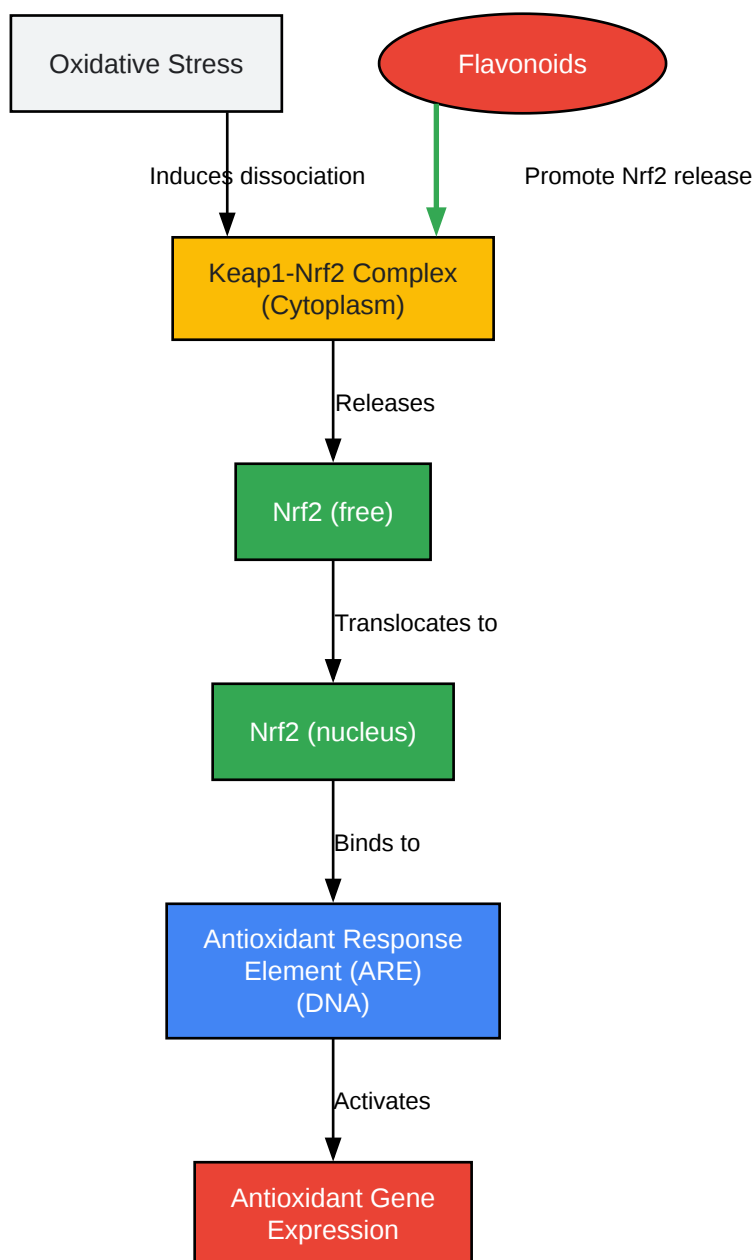 Oxidative Stress
Flavonoids
Induces dissociation
Promote Nrf2 release
Keap1-Nrf2 Complex
(Cytoplasm)
Releases
Nrf2 (free)
Translocates to
Nrf2 (nucleus)
Binds to
Antioxidant Response
Element (ARE)
(DNA)
Activates
Antioxidant Gene
Expression